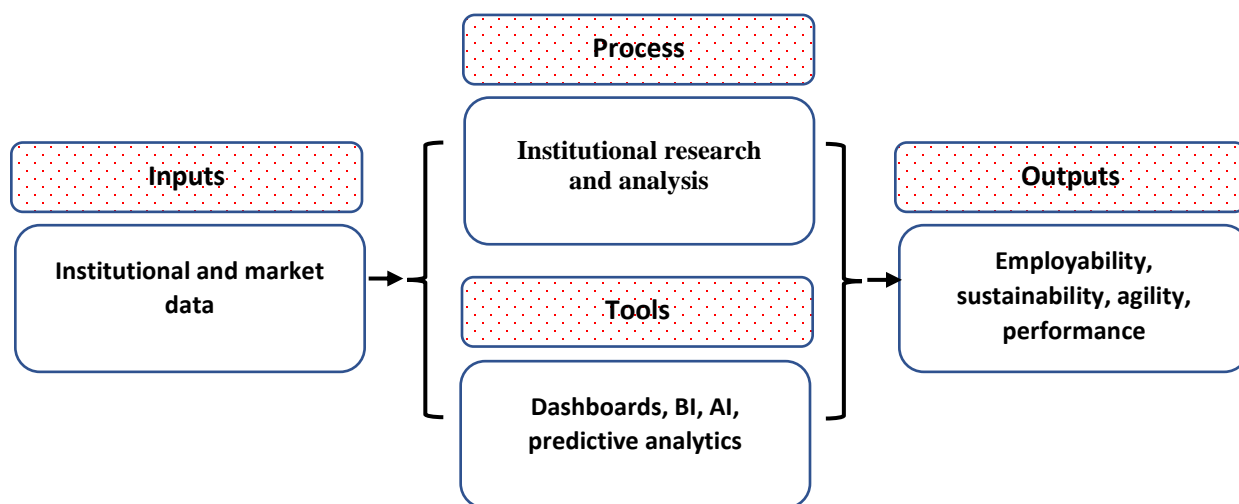 Process
Institutional research
and analysis
Inputs
Institutional and market
data
Tools
Dashboards, BI, AI,
predictive analytics
Outputs
Employability,
sustainability, agility,
performance